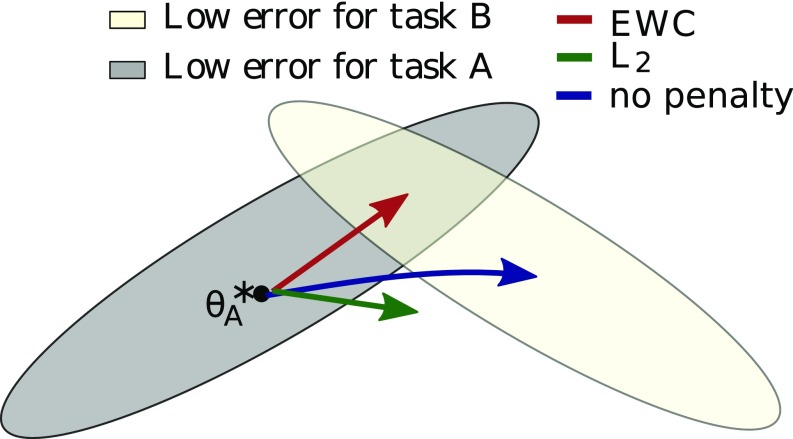 Low error for task B
Low error for task A
EWC
L2
no penalty
θA*